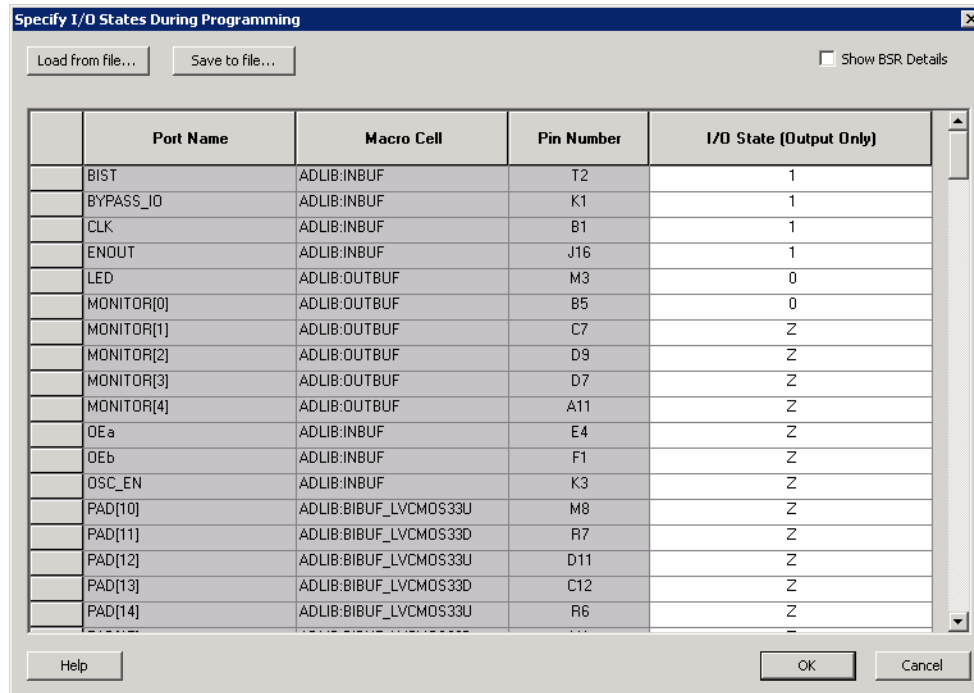 Specify I/O States During Programming
Load from file... Save to file... Show BSR Details
Port Name Macro Cell Pin Number I/O State (Output Only)
BIST ADLIB:INBUF T2 1
BYPASS_IO ADLIB:INBUF K1 1
CLK ADLIB:INBUF B1 1
ENOUT ADLIB:INBUF J16 1
LED ADLIB:OUTBUF M3 0
MONITOR[0] ADLIB:OUTBUF B5 0
MONITOR[1] ADLIB:OUTBUF C7 Z
MONITOR[2] ADLIB:OUTBUF D9 Z
MONITOR[3] ADLIB:OUTBUF D7 Z
MONITOR[4] ADLIB:OUTBUF A11 Z
OEa ADLIB:INBUF E4 Z
OEb ADLIB:INBUF F1 Z
OSC_EN ADLIB:INBUF K3 Z
PAD[10] ADLIB:BIBUF_LVCMOS33U M8 Z
PAD[11] ADLIB:BIBUF_LVCMOS33D R7 Z
PAD[12] ADLIB:BIBUF_LVCMOS33U D11 Z
PAD[13] ADLIB:BIBUF_LVCMOS33D C12 Z
PAD[14] ADLIB:BIBUF_LVCMOS33U R6 Z
Help OK Cancel